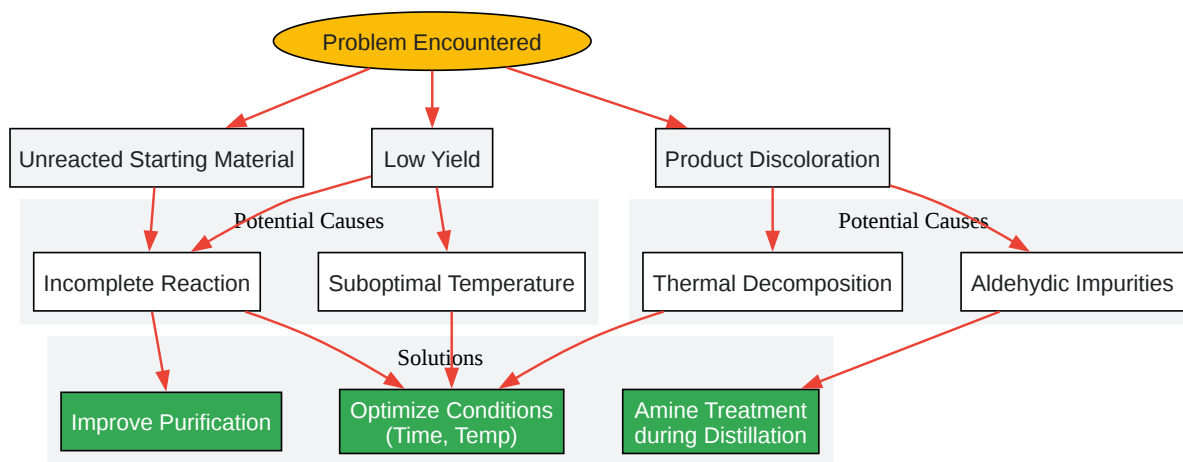 Problem Encountered
Unreacted Starting Material
Low Yield
Product Discoloration
Potential Causes
Potential Causes
Incomplete Reaction
Suboptimal Temperature
Thermal Decomposition
Aldehydic Impurities
Solutions
Improve Purification
Optimize Conditions
(Time, Temp)
Amine Treatment
during Distillation